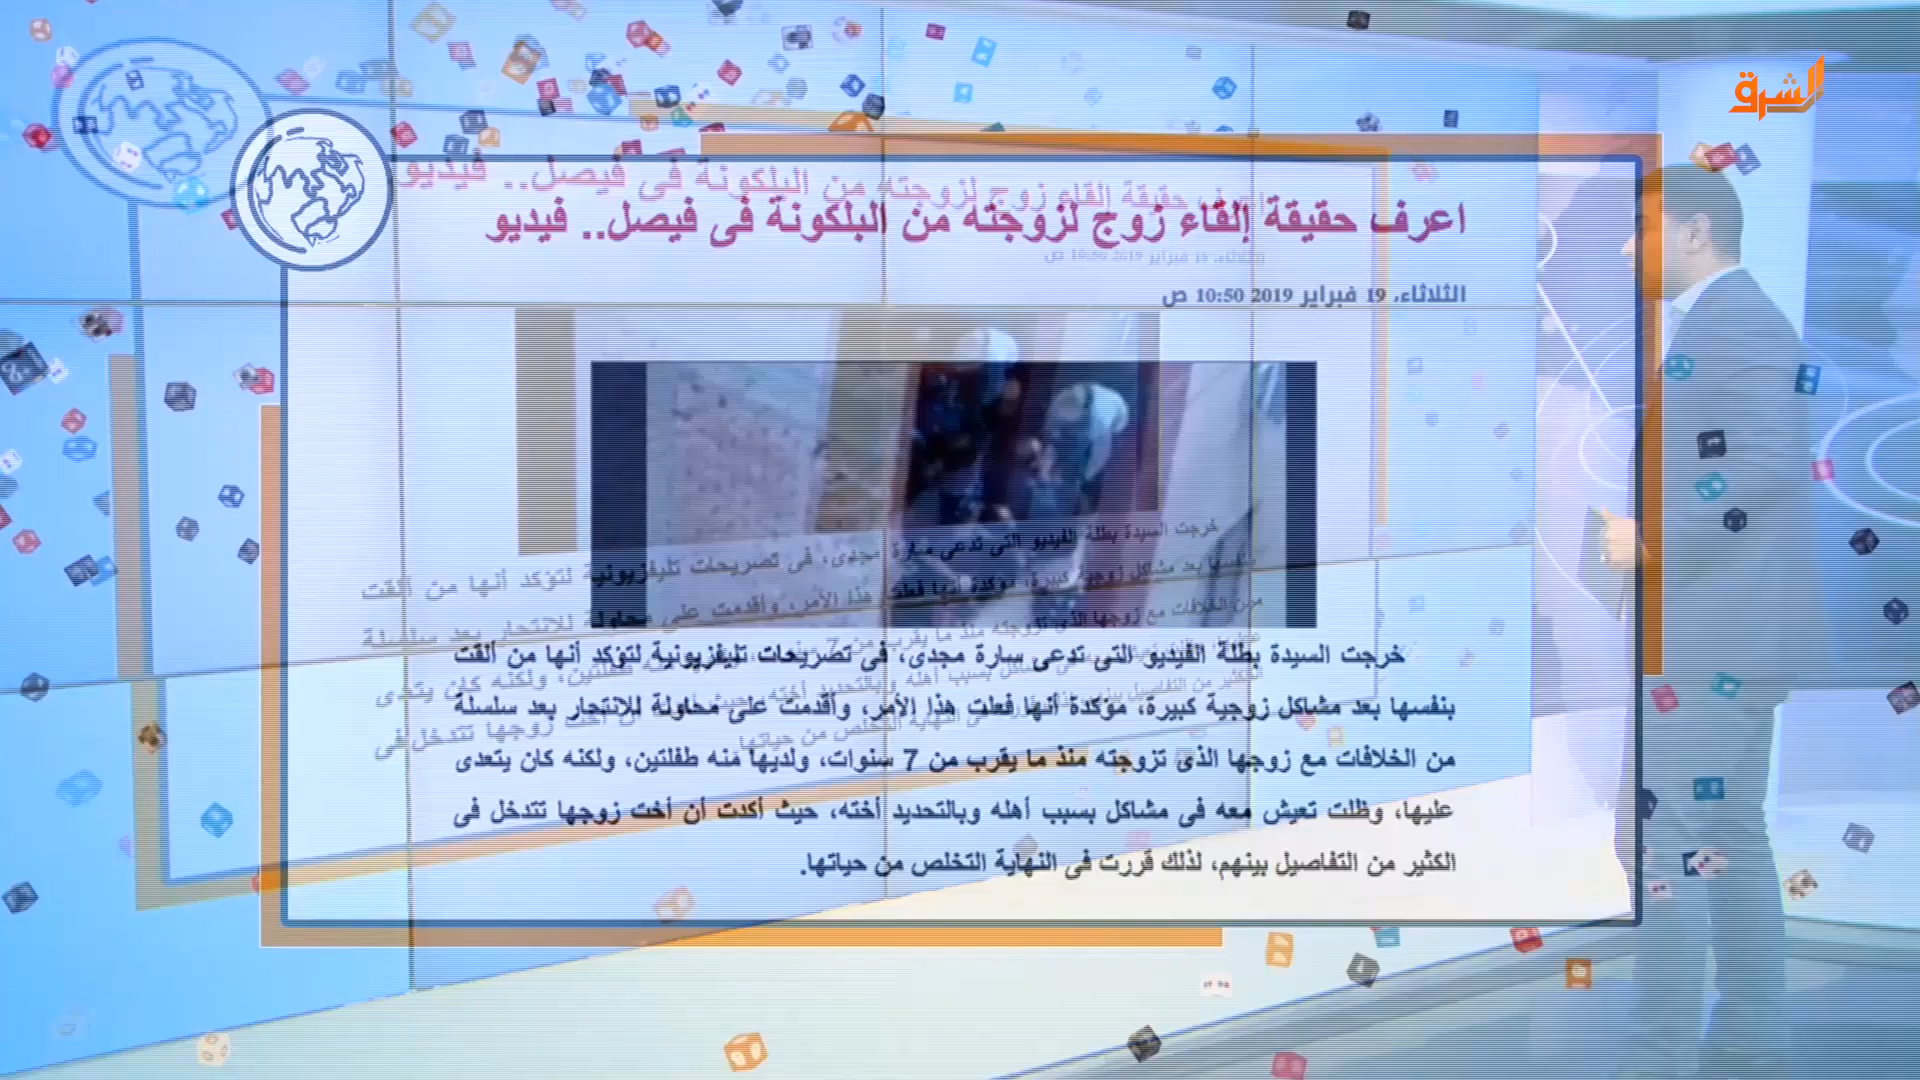 الشرق
اعرف حقيقة إلقاء زوج لزوجته من البلكونة فى فيصل.. فيديو
الثلاثاء، 19 فبراير 2019 10:50 ص
خرجت السيدة بطلة الفيديو التى تدعى سارة مجدى، فى تصريحات تليفزيونية لتؤكد أنها من ألقت
بنفسها بعد مشاكل زوجية كبيرة، مؤكدة أنها فعلت هذا الأمر، وأقدمت على محاولة للانتحار بعد سلسلة
من الخلافات مع زوجها الذى تزوجته منذ ما يقرب من 7 سنوات، ولديها منه طفلتين، ولكنه كان يتعدى
عليها، وظلت تعيش معه فى مشاكل بسبب أهله وبالتحديد أخته، حيث أكدت أن أخت زوجها تتدخل فى
الكثير من التفاصيل بينهم، لذلك قررت فى النهاية التخلص من حياتها.